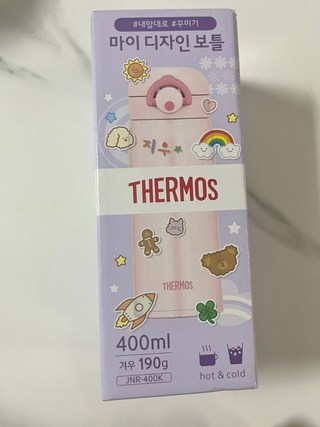 #내맘대로 #꾸미기
마이 디자인 보틀
지우
THERMOS
THERMOS
400ml
겨우 190g
JNR-400K
hot & cold